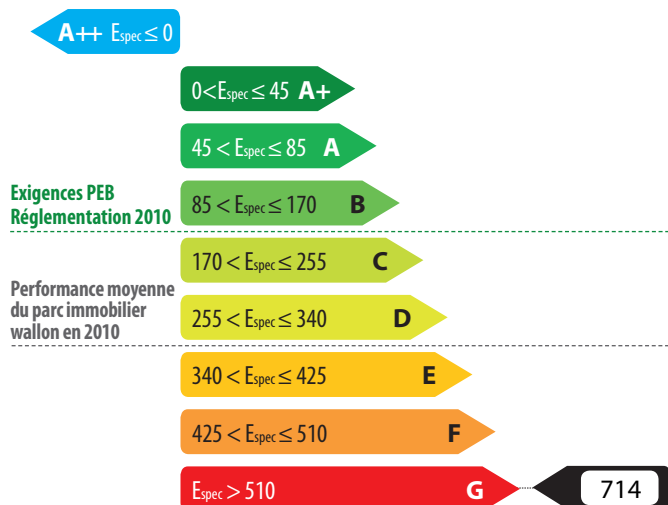 A++ Espec ≤ 0
0<Espec ≤ 45 A+
45 < Espec ≤ 85 A
Exigences PEB
Réglementation 2010
85 < Espec ≤ 170 B
170 < Espec ≤ 255 C
Performance moyenne
du parc immobilier
wallon en 2010
255 < Espec ≤ 340 D
340 < Espec ≤ 425 E
425 < Espec ≤ 510 F
Espec > 510 G 714